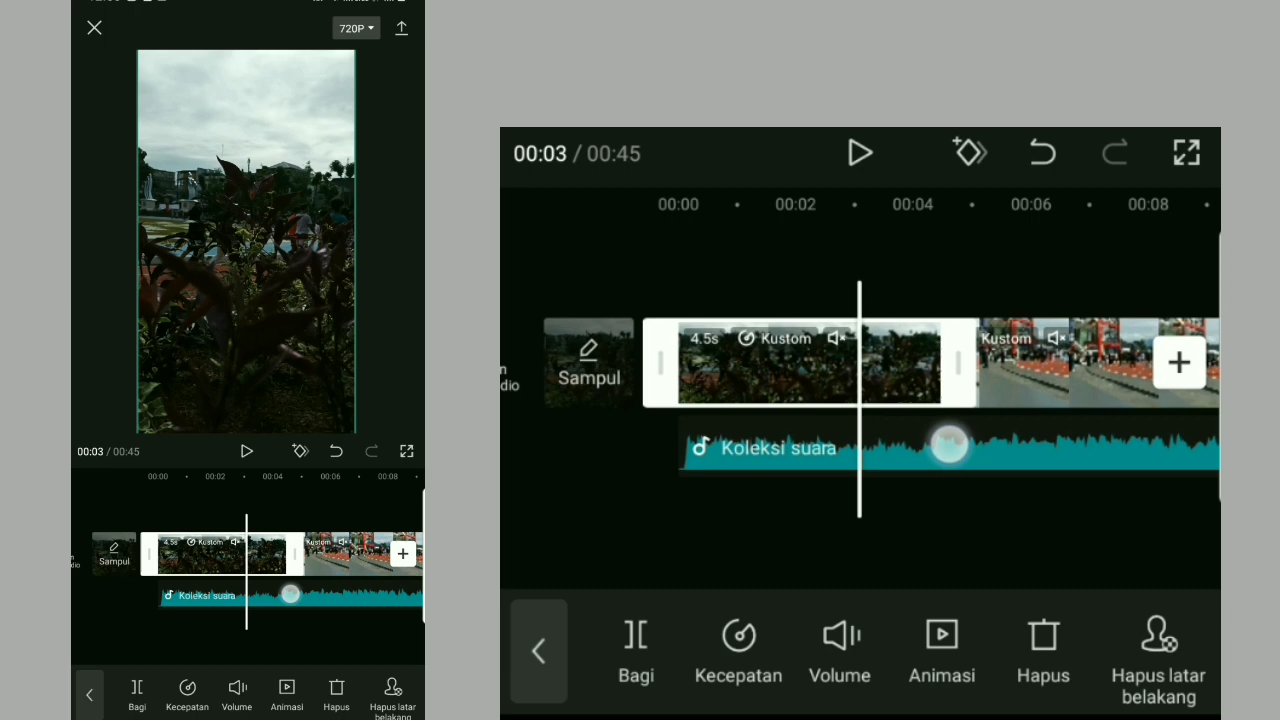 720P
00:03 / 00:45
00:00 00:02 00:04 00:06 00:08
Sampul
4.5s Kustom
Kustom
dio
Koleksi suara
Bagi Kecepatan Volume Animasi Hapus Hapus latar
belakang
00:03 / 00:45
00:00 00:02 00:04 00:06 00:08
Sampul
4.5s Kustom
Kustom
n
dio
Koleksi suara
Bagi Kecepatan Volume Animasi Hapus Hapus latar
belakang